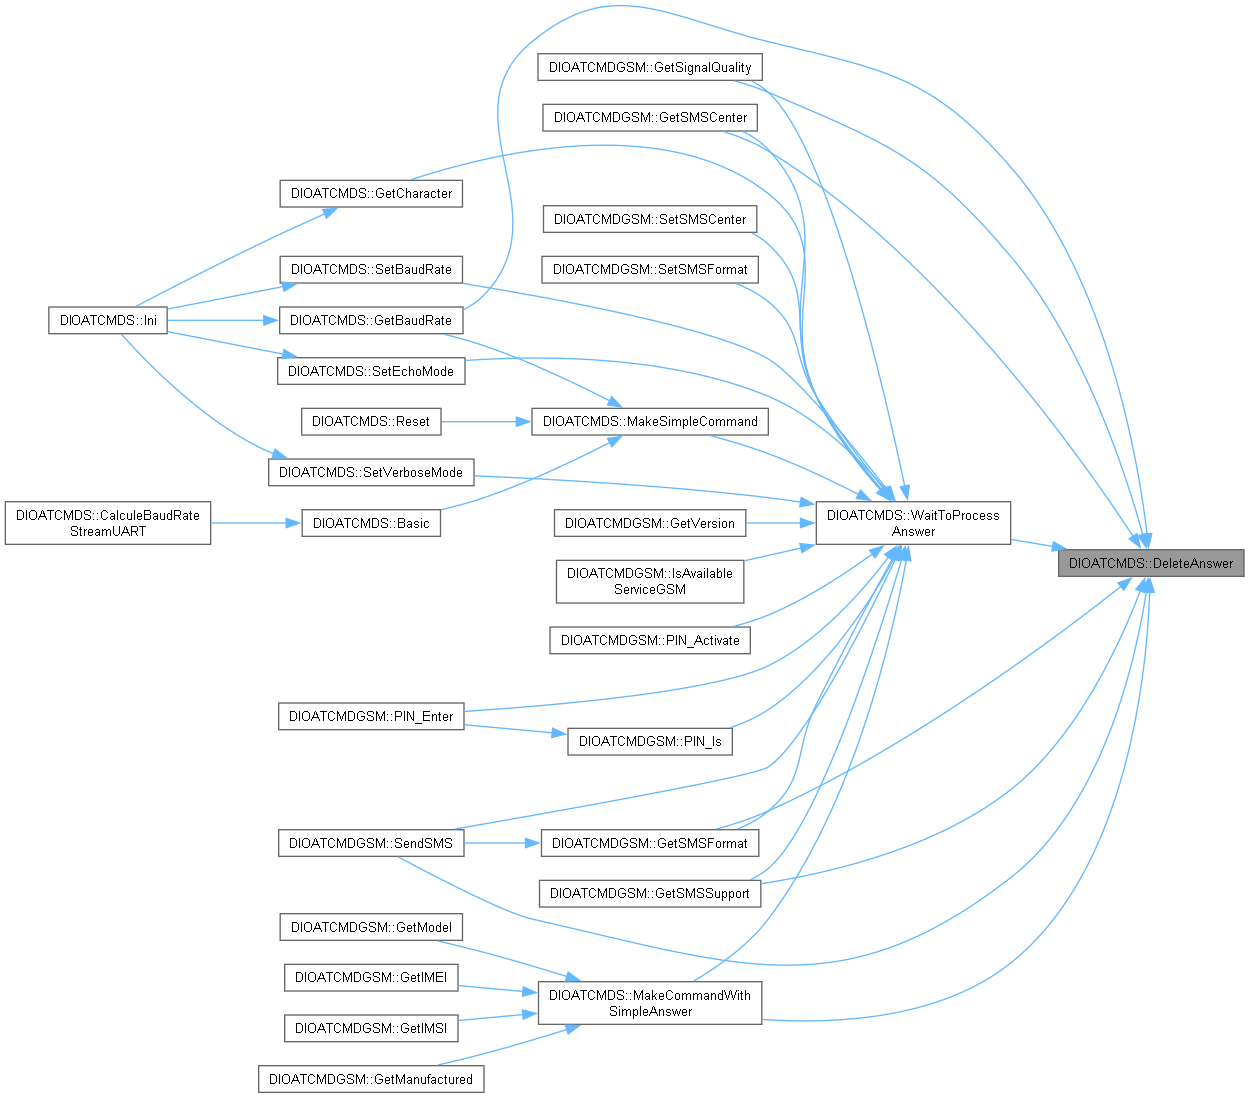 DIOATCMDGSM::GetSignalQuality
DIOATCMDGSM::GetSMSCenter
DIOATCMDS::GetCharacter
DIOATCMDGSM::SetSMSCenter
DIOATCMDS::SetBaudRate
DIOATCMDGSM::SetSMSFormat
DIOATCMDS::Ini
DIOATCMDS::GetBaudRate
DIOATCMDS::SetEchoMode
DIOATCMDS::Reset
DIOATCMDS::MakeSimpleCommand
DIOATCMDS::SetVerboseMode
DIOATCMDS::CalculeBaudRate
StreamUART
DIOATCMDS::Basic
DIOATCMDGSM::GetVersion
DIOATCMDS::WaitToProcess
Answer
DIOATCMDS::DeleteAnswer
DIOATCMDGSM::IsAvailable
ServiceGSM
DIOATCMDGSM::PIN_Activate
DIOATCMDGSM::PIN_Enter
DIOATCMDGSM::PIN_Is
DIOATCMDGSM::SendSMS
DIOATCMDGSM::GetSMSFormat
DIOATCMDGSM::GetSMSSupport
DIOATCMDGSM::GetModel
DIOATCMDGSM::GetIMEI
DIOATCMDS::MakeCommandWith
SimpleAnswer
DIOATCMDGSM::GetIMSI
DIOATCMDGSM::GetManufactured